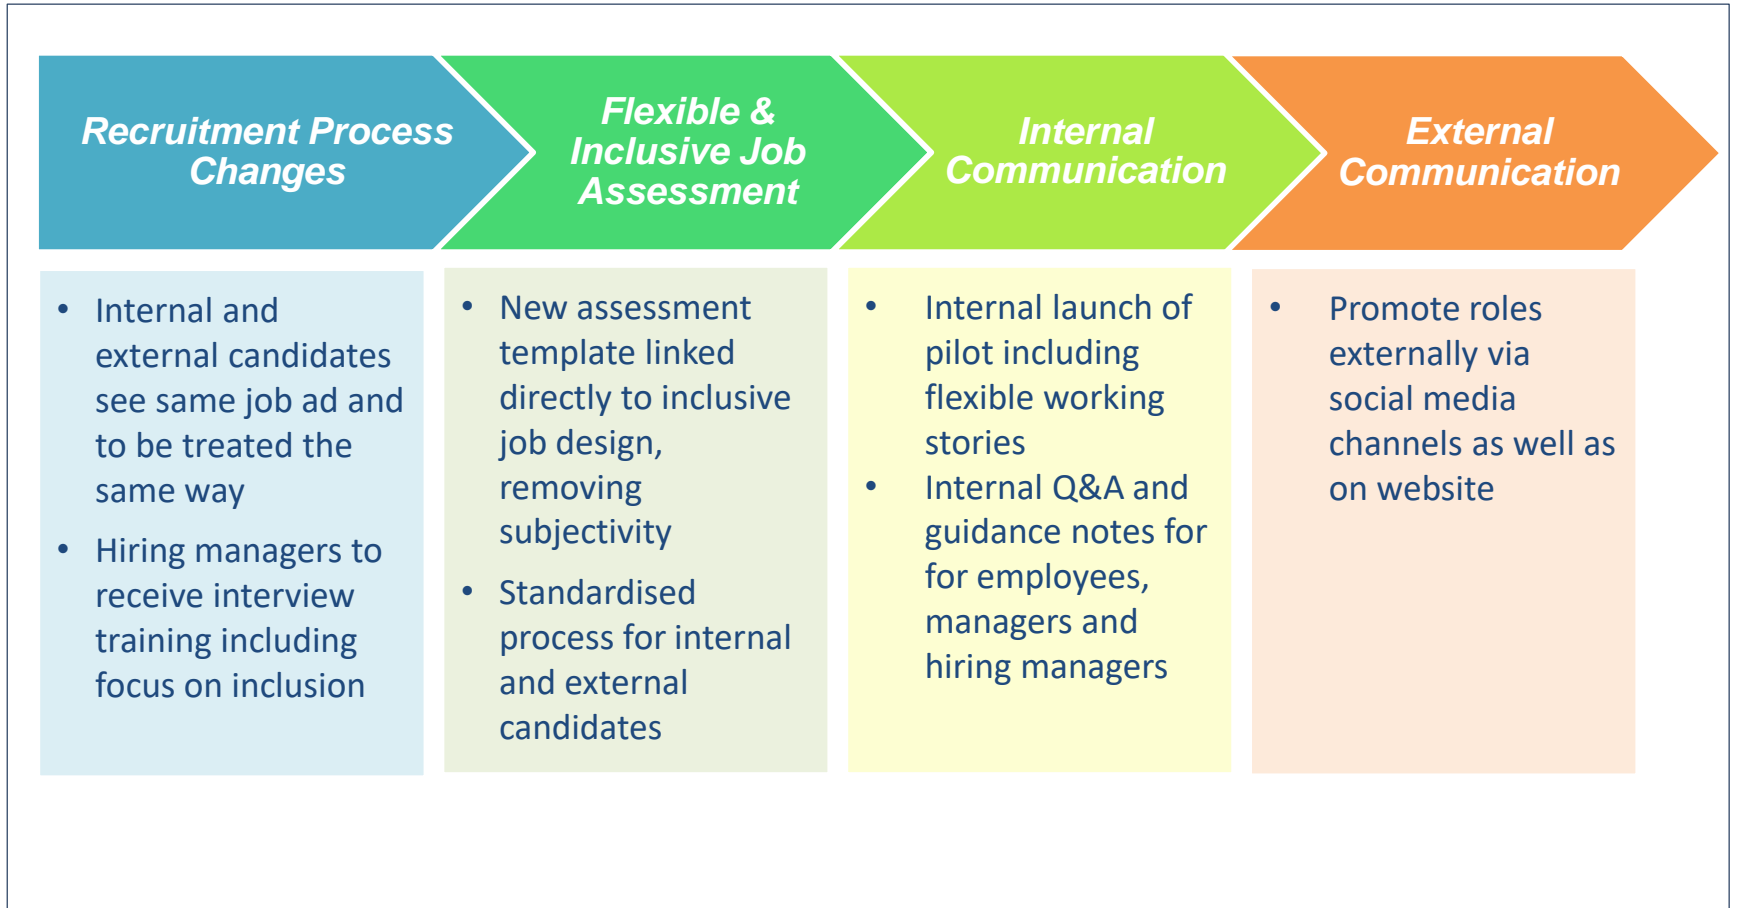 Recruitment Process
Changes
Flexible &
Inclusive Job
Assessment
Internal
Communication
External
Communication
• Internal and
external candidates
see same job ad and
to be treated the
same way
• Hiring managers to
receive interview
training including
focus on inclusion
• New assessment
template linked
directly to inclusive
job design,
removing
subjectivity
• Standardised
process for internal
and external
candidates
• Internal launch of
pilot including
flexible working
stories
• Internal Q&A and
guidance notes for
for employees,
managers and
hiring managers
• Promote roles
externally via
social media
channels as well as
on website